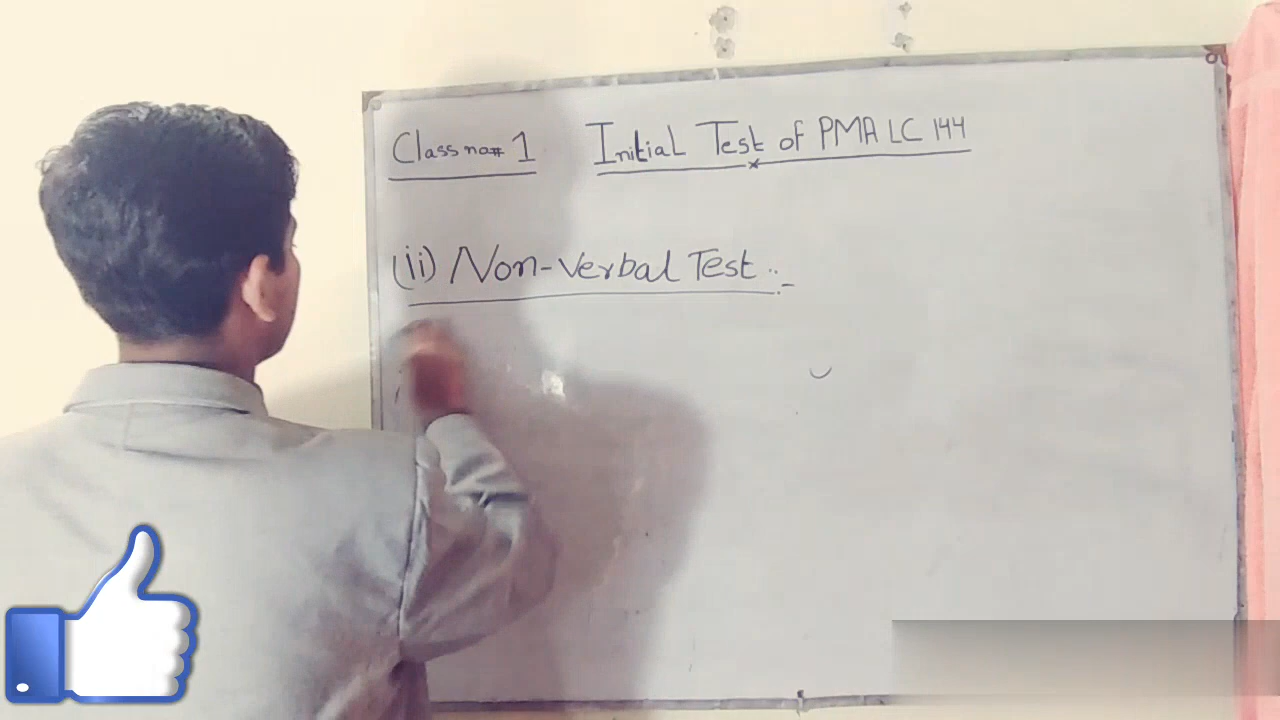 Class no# 1 Initial Test of PMA LC 144
(ii) Non-Verbal Test :-